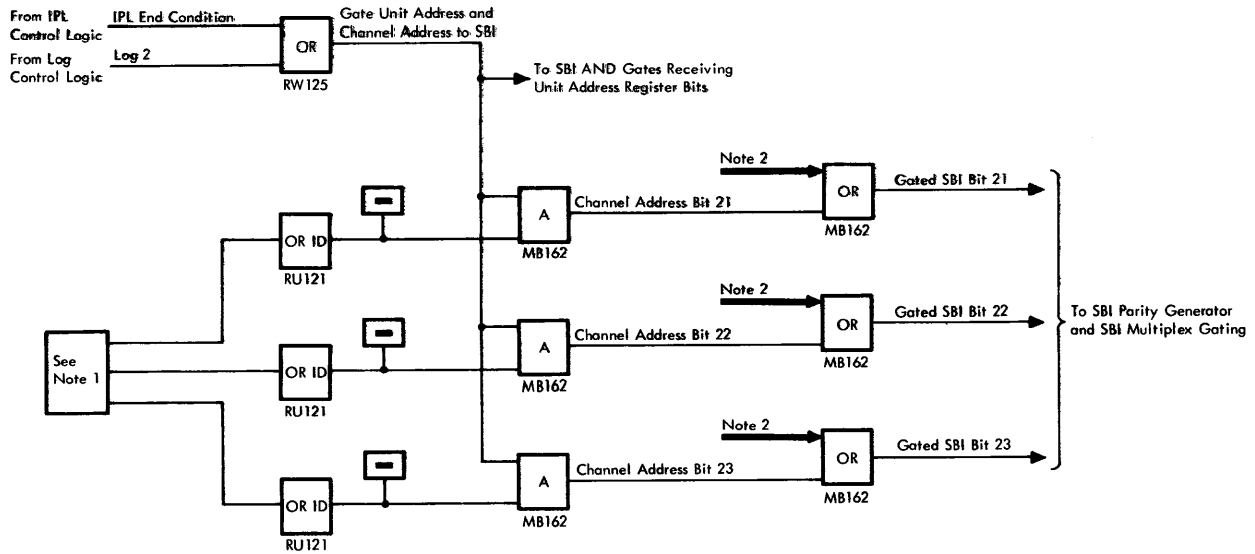 From IPL
Control Logic
IPL End Condition
From Log
Control Logic
Log 2
OR
RW125
Gate Unit Address and
Channel Address to SBI
To SBI AND Gates Receiving
Unit Address Register Bits
See
Note 1
OR ID
RU121
A
MB162
Channel Address Bit 21
Note 2
OR
MB162
Gated SBI Bit 21
OR ID
RU121
A
MB162
Channel Address Bit 22
Note 2
OR
MB162
Gated SBI Bit 22
OR ID
RU121
A
MB162
Channel Address Bit 23
Note 2
OR
MB162
Gated SBI Bit 23
To SBI Parity Generator
and SBI Multiplex Gating